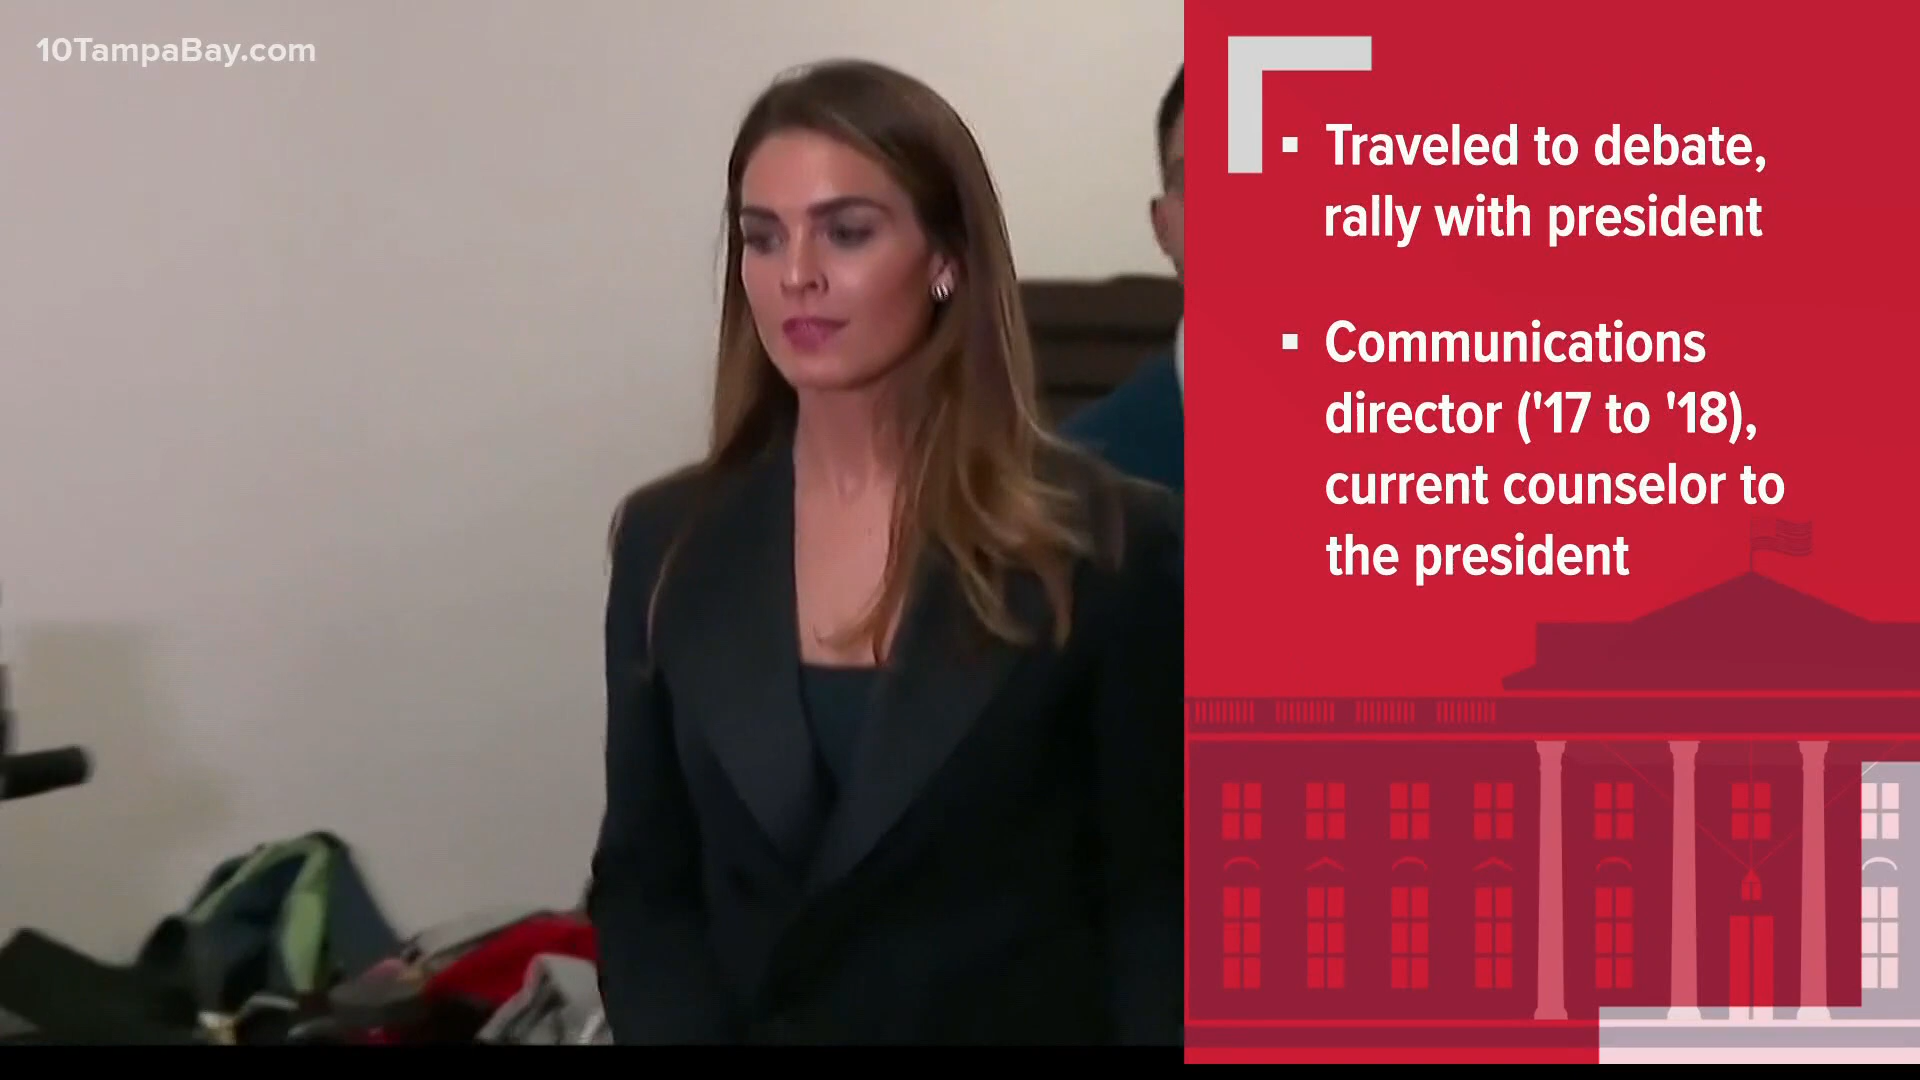 10TampaBay.com
▪ Traveled to debate,
rally with president
▪ Communications
director ('17 to '18),
current counselor to
the president